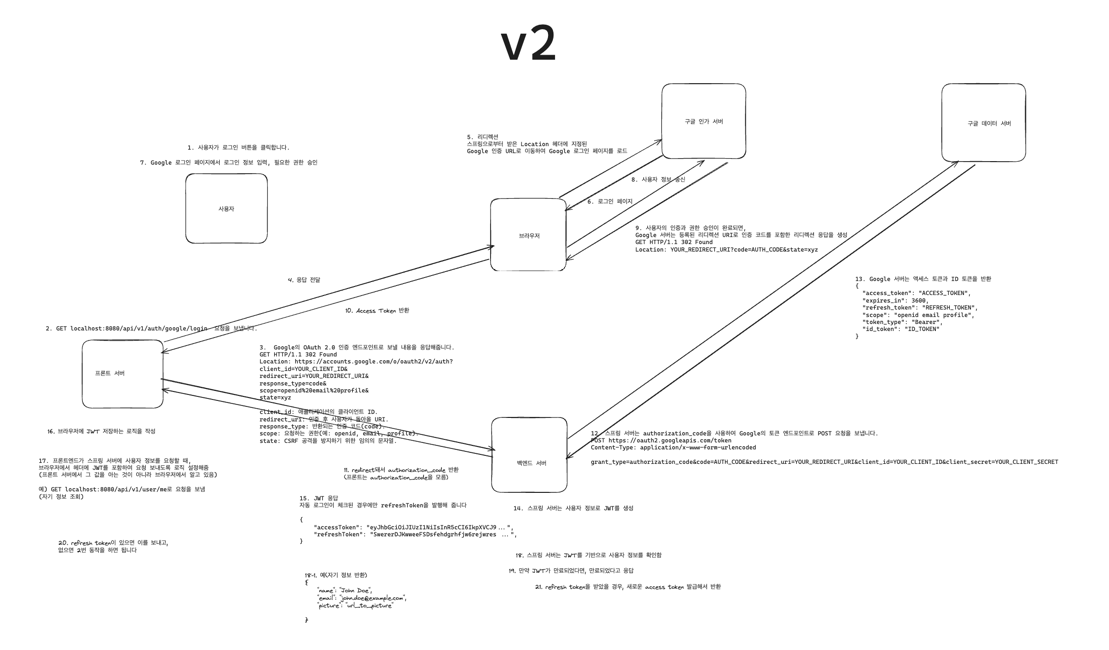 v2
구글 인가 서버
구글 데이터 서버
5. 리디렉션
스프링으로부터 받은 Location 헤더에 지정된
Google 인증 URL로 이동하여 Google 로그인 페이지를 로드
1. 사용자가 로그인 버튼을 클릭합니다.
7. Google 로그인 페이지에서 로그인 정보 입력, 필요한 권한 승인
8. 사용자 정보 송신
6. 로그인 페이지
사용자
브라우저
9. 사용자의 인증과 권한 승인이 완료되면,
Google 서버는 등록된 리디렉션 URI로 인증 코드를 포함한 리디렉션 응답을 생성
GET HTTP/1.1 302 Found
Location: YOUR_REDIRECT_URI?code=AUTH_CODE&state=xyz
4. 응답 전달
10. Access Token 반환
13. Google 서버는 액세스 토큰과 ID 토큰을 반환
{
"access_token": "ACCESS_TOKEN",
"expires_in": 3600,
"refresh_token": "REFRESH_TOKEN",
"scope": "openid email profile",
"token_type": "Bearer",
"id_token": "ID_TOKEN"
}
2. GET localhost:8080/api/v1/auth/google/login 요청을 보냅니다.
프론트 서버
3. Google의 OAuth 2.0 인증 엔드포인트로 보낼 내용을 응답해줍니다.
GET HTTP/1.1 302 Found
Location: https://accounts.google.com/o/oauth2/v2/auth?
client_id=YOUR_CLIENT_ID&
redirect_uri=YOUR_REDIRECT_URI&
response_type=code&
scope=openid%20email%20profile&
state=xyz
client_id: 애플리케이션의 클라이언트 ID.
redirect_uri: 인증 후 사용자가 돌아올 URI.
response_type: 반환되는 인증 코드(code).
scope: 요청하는 권한(예: openid, email, profile).
state: CSRF 공격을 방지하기 위한 임의의 문자열.
16. 브라우저에 JWT 저장하는 로직을 작성
17. 프론트엔드가 스프링 서버에 사용자 정보를 요청할 때,
브라우저에서 헤더에 JWT를 포함하여 요청 보내도록 로직 설정해줌
(프론트 서버에서 그 값을 아는 것이 아니라 브라우저에서 알고 있음)
예) GET localhost:8080/api/v1/user/me로 요청을 보냄
(자기 정보 조회)
11. redirect돼서 authorization_code 반환
(프론트는 authorization_code을 모름)
백엔드 서버
12. 스프링 서버는 authorization_code을 사용하여 Google의 토큰 엔드포인트로 POST 요청을 보냅니다.
POST https://oauth2.googleapis.com/token
Content-Type: application/x-www-form-urlencoded
grant_type=authorization_code&code=AUTH_CODE&redirect_uri=YOUR_REDIRECT_URI&client_id=YOUR_CLIENT_ID&client_secret=YOUR_CLIENT_SECRET
15. JWT 응답
자동 로그인이 체크된 경우에만 refreshToken을 발행해 줍니다
{
"accessToken": "eyJhbGciOiJIUzI1NiIsInR5cCI6IkpXVCJ9...",
"refreshToken": "SwererDJKwweeFSDsfehdgrhfjw6rejwres ...",
}
14. 스프링 서버는 사용자 정보로 JWT를 생성
20. refresh token이 있으면 이를 보내고,
없으면 2번 동작을 하면 됩니다
18. 스프링 서버는 JWT를 기반으로 사용자 정보를 확인함
19. 만약 JWT가 만료되었다면, 만료되었다고 응답
21. refresh token을 받았을 경우, 새로운 access token 발급해서 반환
18-1. 예(자기 정보 반환)
{
"name": "John Doe",
"email": "johndoe@example.com",
"picture": "url_to_picture"
}